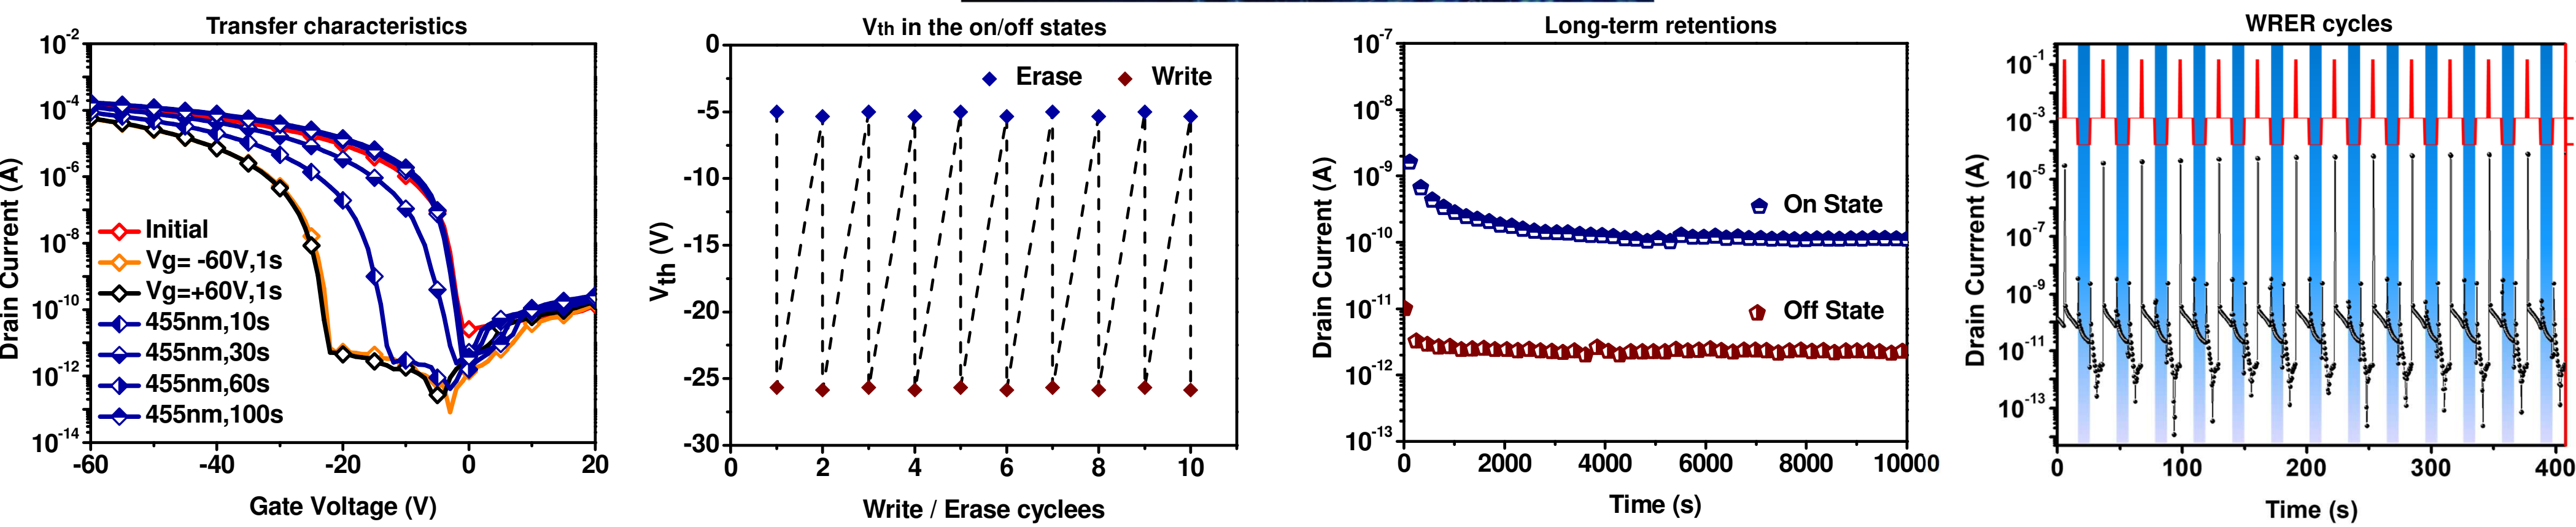 Transfer characteristics
10-2
10-4
10-6
10-8
10-10
10-12
10-14
Drain Current (A)
Initial
Vg= -60V,1s
Vg=+60V,1s
455nm,10s
455nm,30s
455nm,60s
455nm,100s
-60
-40
-20
0
20
Gate Voltage (V)
Vth in the on/off states
0
-5
-10
-15
-20
-25
-30
Vth (V)
Erase
Write
0
2
4
6
8
10
Write / Erase cyclees
Long-term retentions
10-7
10-8
10-9
10-10
10-11
10-12
10-13
Drain Current (A)
On State
Off State
0
2000
4000
6000
8000
10000
Time (s)
WRER cycles
10-1
10-3
10-5
10-7
10-9
10-11
10-13
Drain Currrent (A)
0
100
200
300
400
Time (s)